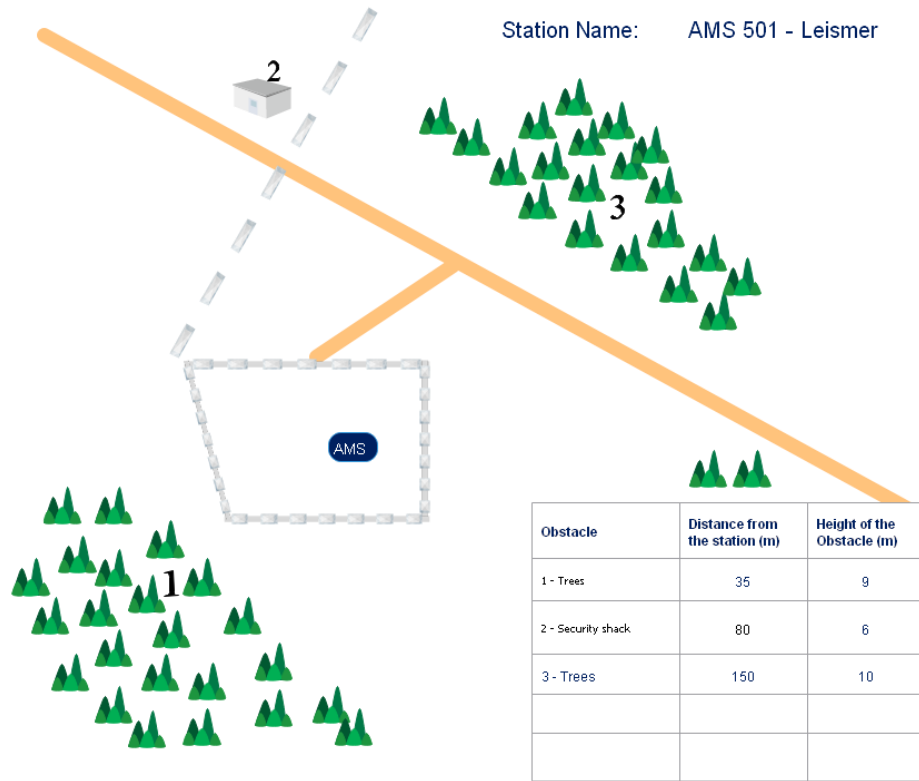 Station Name: AMS 501 - Leismer
2
3
AMS
1
Obstacle Distance from the station (m) Height of the Obstacle (m)
1 - Trees 35 9
2 - Security shack 80 6
3 - Trees 150 10